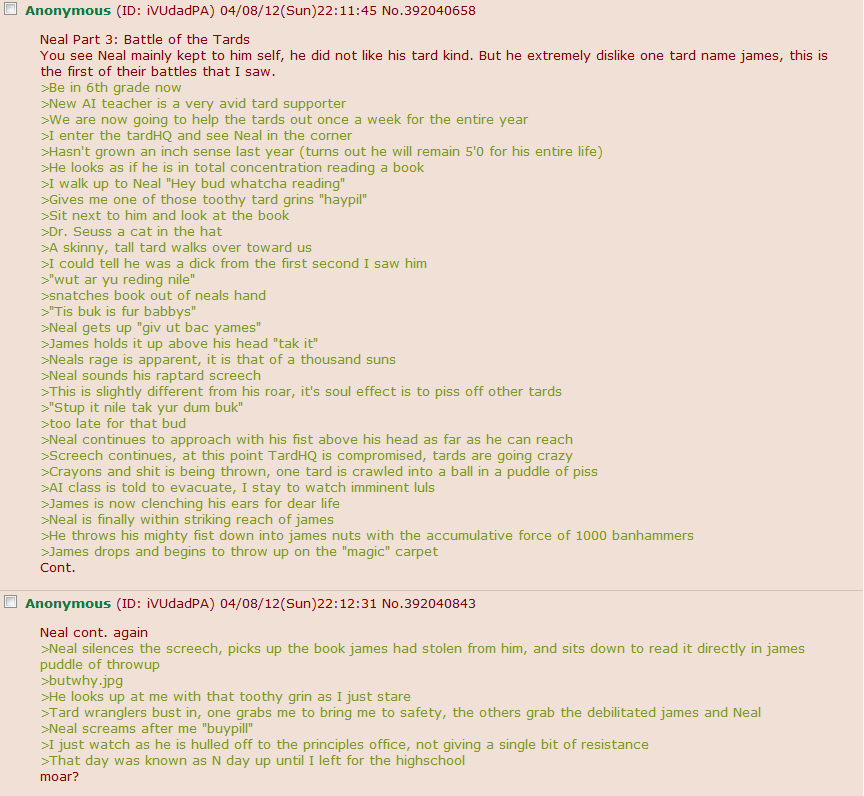 Anonymous (ID: iVUdadPA) 04/08/12(Sun)22:11:45 No.392040658
Neal Part 3: Battle of the Tards
You see Neal mainly kept to him self, he did not like his tard kind. But he extremely dislike one tard name james, this is
the first of their battles that I saw.
>Be in 6th grade now
>New AI teacher is a very avid tard supporter
>We are now going to help the tards out once a week for the entire year
>I enter the tardHQ and see Neal in the corner
>Hasn't grown an inch sense last year (turns out he will remain 5'0 for his entire life)
>He looks as if he is in total concentration reading a book
>I walk up to Neal "Hey bud whatcha reading"
>Gives me one of those toothy tard grins "haypil"
>Sit next to him and look at the book
>Dr. Seuss a cat in the hat
>A skinny, tall tard walks over toward us
>I could tell he was a dick from the first second I saw him
>"wut ar yu reding nile"
>snatches book out of neals hand
>"Tis buk is fur babbys"
>Neal gets up "giv ut bac yames"
>James holds it up above his head "tak it"
>Neals rage is apparent, it is that of a thousand suns
>Neal sounds his raptard screech
>This is slightly different from his roar, it's soul effect is to piss off other tards
>"Stup it nile tak yur dum buk"
>too late for that bud
>Neal continues to approach with his fist above his head as far as he can reach
>Screech continues, at this point TardHQ is compromised, tards are going crazy
>Crayons and shit is being thrown, one tard is crawled into a ball in a puddle of piss
>AI class is told to evacuate, I stay to watch imminent luls
>James is now clenching his ears for dear life
>Neal is finally within striking reach of james
>He throws his mighty fist down into james nuts with the accumulative force of 1000 banhammers
>James drops and begins to throw up on the "magic" carpet
Cont.
Anonymous (ID: iVUdadPA) 04/08/12(Sun)22:12:31 No.392040843
Neal cont. again
>Neal silences the screech, picks up the book james had stolen from him, and sits down to read it directly in james
puddle of throwup
>butwhy.jpg
>He looks up at me with that toothy grin as I just stare
>Tard wranglers bust in, one grabs me to bring me to safety, the others grab the debilitated james and Neal
>Neal screams after me "buypill"
>I just watch as he is hulled off to the principles office, not giving a single bit of resistance
>That day was known as N day up until I left for the highschool
moar?